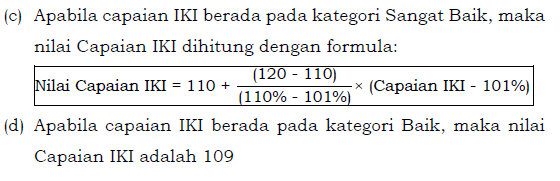 (c) Apabila capaian IKI berada pada kategori Sangat Baik, maka
nilai Capaian IKI dihitung dengan formula:
Nilai Capaian IKI = 110 + (120 - 110) / (110% - 101%) × (Capaian IKI - 101%)
(d) Apabila capaian IKI berada pada kategori Baik, maka nilai
Capaian IKI adalah 109